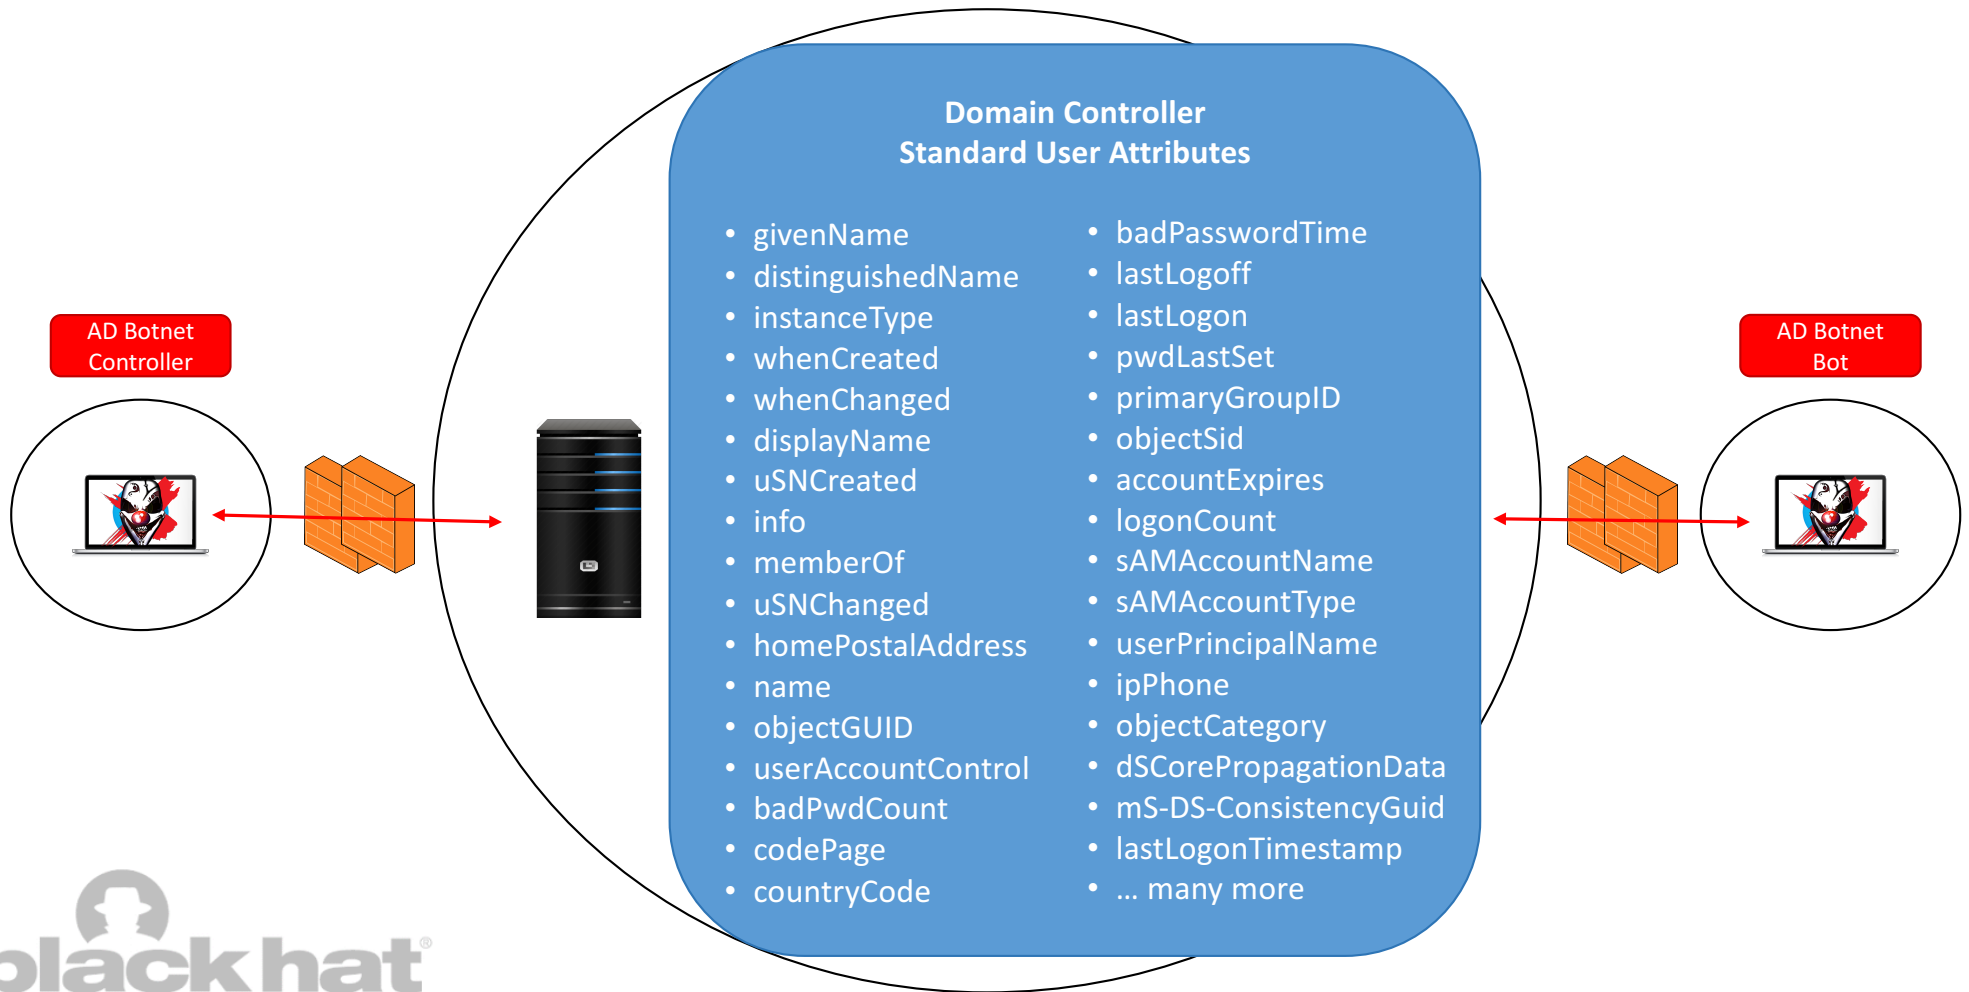 Domain Controller
Standard User Attributes
• givenName
• distinguishedName
• instanceType
• whenCreated
• whenChanged
• displayName
• uSNCreated
• info
• memberOf
• uSNChanged
• homePostalAddress
• name
• objectGUID
• userAccountControl
• badPwdCount
• codePage
• countryCode
• badPasswordTime
• lastLogoff
• lastLogon
• pwdLastSet
• primaryGroupID
• objectSid
• accountExpires
• logonCount
• sAMAccountName
• sAMAccountType
• userPrincipalName
• ipPhone
• objectCategory
• dSCorePropagationData
• mS-DS-ConsistencyGuid
• lastLogonTimestamp
• … many more
AD Botnet
Controller
AD Botnet
Bot
black hat®